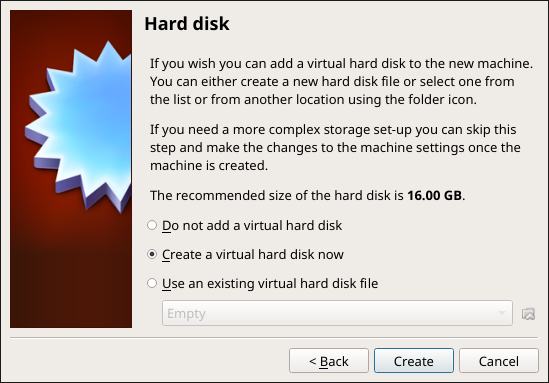 Hard disk
If you wish you can add a virtual hard disk to the new machine.
You can either create a new hard disk file or select one from
the list or from another location using the folder icon.
If you need a more complex storage set-up you can skip this
step and make the changes to the machine settings once the
machine is created.
The recommended size of the hard disk is 16.00 GB.
Do not add a virtual hard disk
Create a virtual hard disk now
Use an existing virtual hard disk file
Empty
< Back Create Cancel